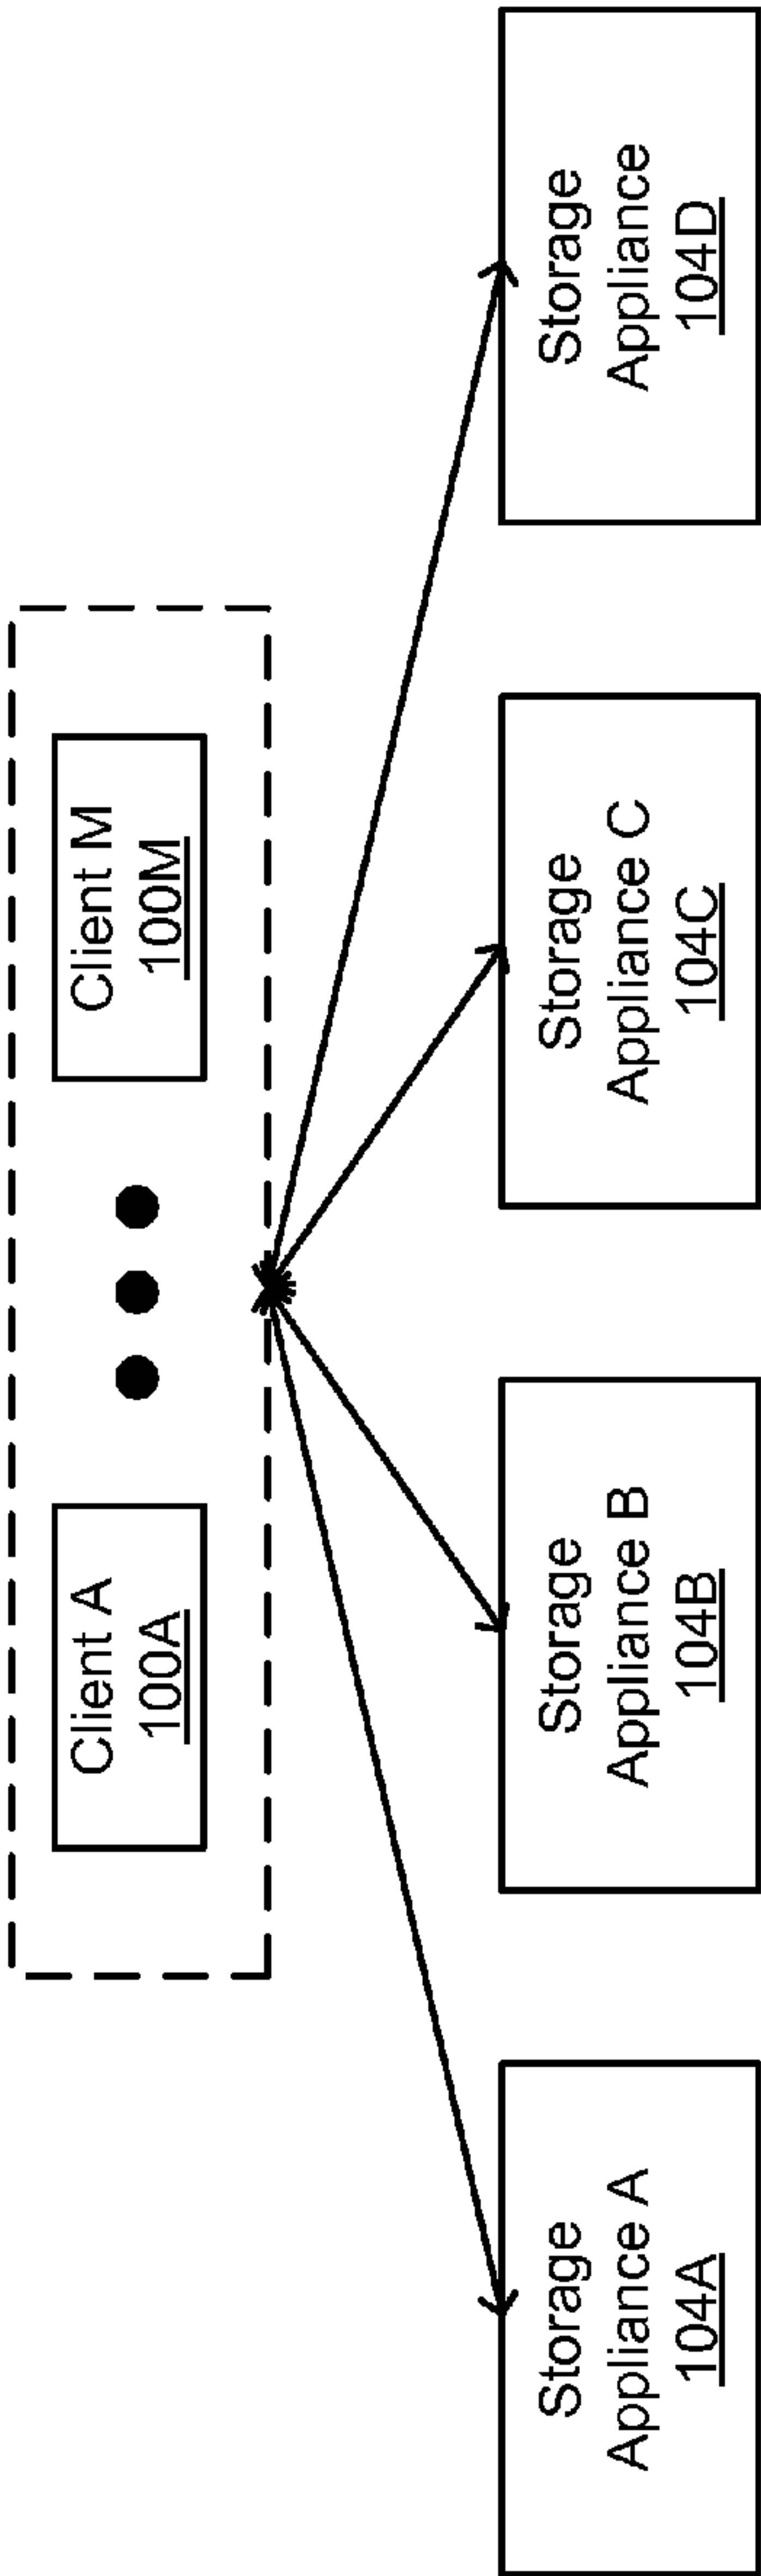 Client A
100A
Client M
100M
Storage
Appliance A
104A
Storage
Appliance B
104B
Storage
Appliance C
104C
Storage
Appliance
104D